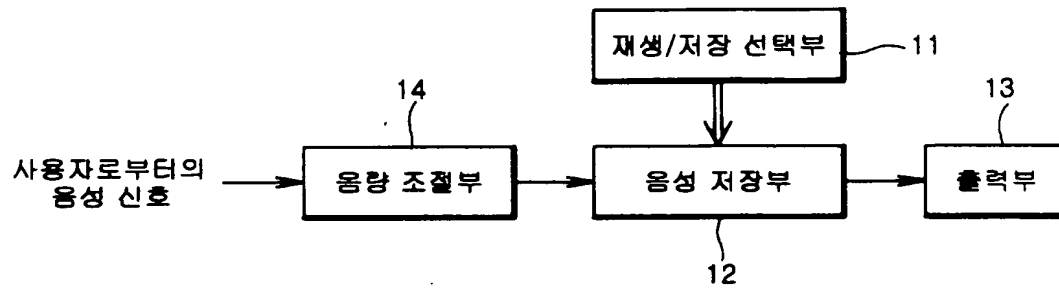 재생/저장 선택부
11
14
13
사용자로부터의
음성 신호
음량 조절부
음성 저장부
출력부
12